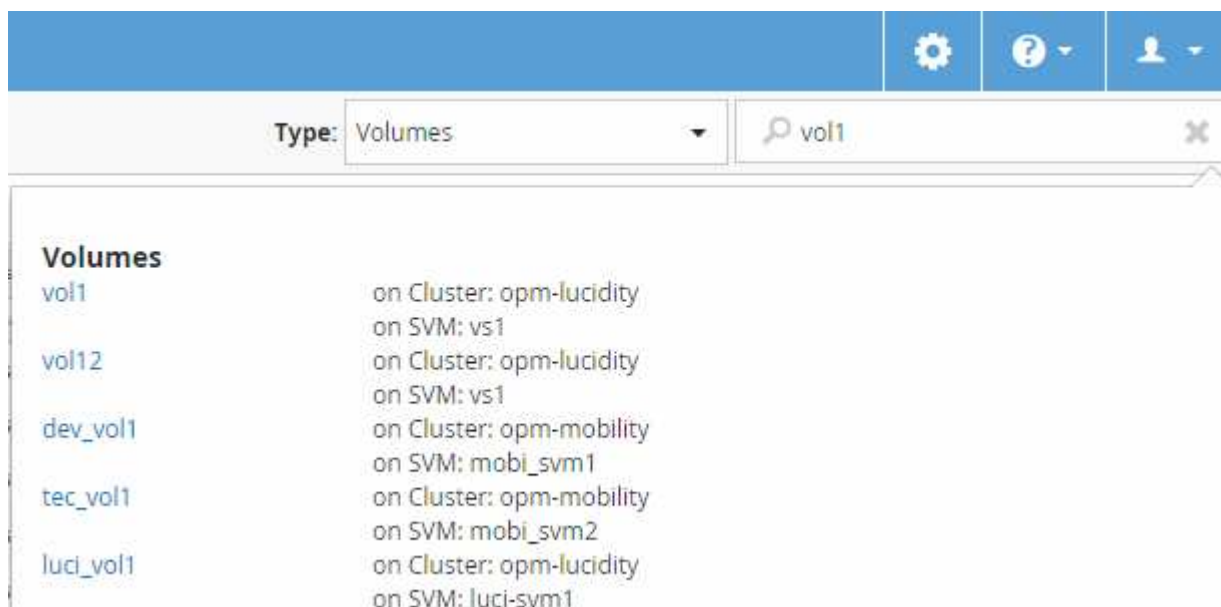 Type: Volumes vol1
Volumes
vol1 on Cluster: opm-lucidity
on SVM: vs1
vol12 on Cluster: opm-lucidity
on SVM: vs1
dev_vol1 on Cluster: opm-mobility
on SVM: mobi_svm1
tec_vol1 on Cluster: opm-mobility
on SVM: mobi_svm2
luci_vol1 on Cluster: opm-lucidity
on SVM: luci-svm1